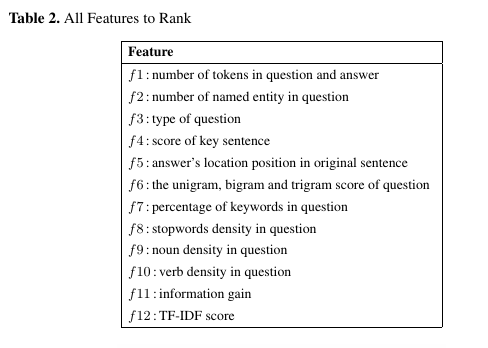 Table 2. All Features to Rank
Feature
f1 : number of tokens in question and answer
f2 : number of named entity in question
f3 : type of question
f4 : score of key sentence
f5 : answer's location position in original sentence
f6 : the unigram, bigram and trigram score of question
f7 : percentage of keywords in question
f8 : stopwords density in question
f9 : noun density in question
f10 : verb density in question
f11 : information gain
f12 : TF-IDF score